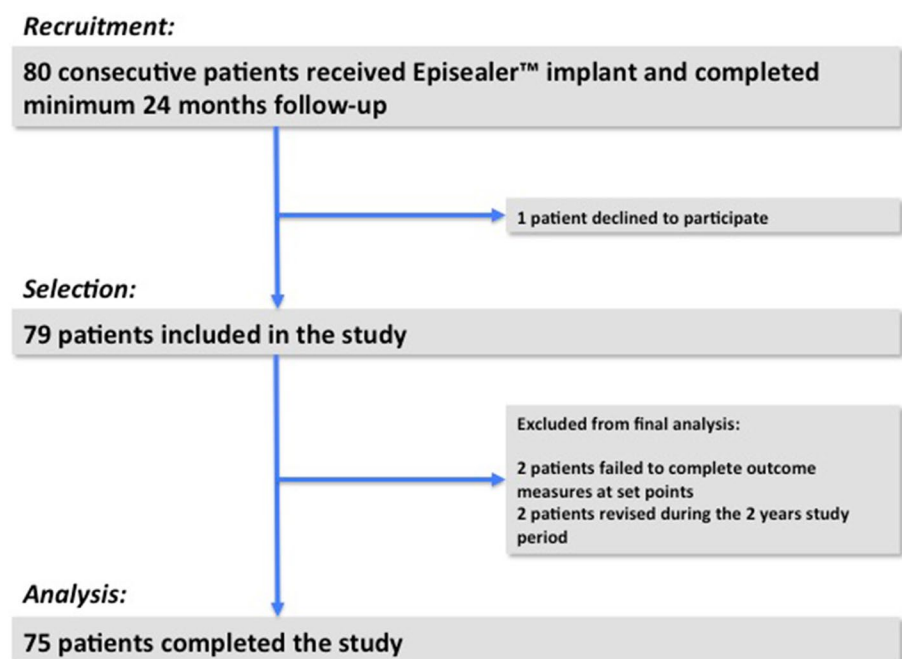 Recruitment:
80 consecutive patients received Episealer™ implant and completed
minimum 24 months follow-up
1 patient declined to participate
Selection:
79 patients included in the study
Excluded from final analysis:
2 patients failed to complete outcome
measures at set points
2 patients revised during the 2 years study
period
Analysis:
75 patients completed the study